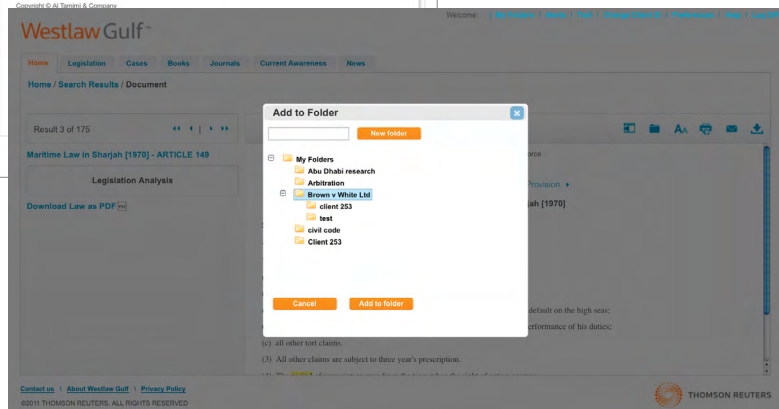 Copyright © Al Tamimi & Company
Welcome:
Westlaw Gulf
Home Legislation Cases Books Journals Current Awareness News
Home / Search Results / Document
Add to Folder
New folder
Result 3 of 175
Maritime Law in Sharjah [1970] - ARTICLE 149
Legislation Analysis
Download Law as PDF
My Folders
Abu Dhabi research
Arbitration
Brown v White Ltd
client 253
test
civil code
Client 253
Provision
jah [1970]
Cancel
Add to folder
default on the high seas;
erformance of his duties;
(c) all other tort claims.
(3) All other claims are subject to three year's prescription.
Contact us \ About Westlaw Gulf \ Privacy Policy
©2011 THOMSON REUTERS. ALL RIGHTS RESERVED
THOMSON REUTERS